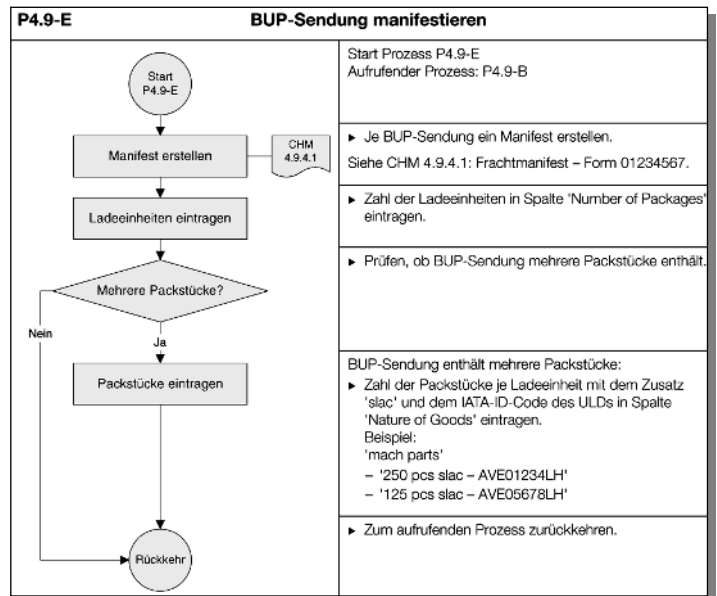 P4.9-E
BUP-Sendung manifestieren
Start
P4.9-E
Start Prozess P4.9-E
Aufrufender Prozess: P4.9-B
Manifest erstellen
CHM
4.9.4.1
► Je BUP-Sendung ein Manifest erstellen.
Siehe CHM 4.9.4.1: Frachtmanifest – Form 01234567.
Ladeeinheiten eintragen
► Zahl der Ladeeinheiten in Spalte 'Number of Packages'
eintragen.
Mehrere Packstücke?
► Prüfen, ob BUP-Sendung mehrere Packstücke enthält.
Nein
Ja
Packstücke eintragen
BUP-Sendung enthält mehrere Packstücke:
► Zahl der Packstücke je Ladeeinheit mit dem Zusatz
'slac' und dem IATA-ID-Code des ULDs in Spalte
'Nature of Goods' eintragen.
Beispiel:
'mach parts'
– '250 pcs slac – AVE01234LH'
– '125 pcs slac – AVE05678LH'
Rückkehr
► Zum aufrufenden Prozess zurückkehren.